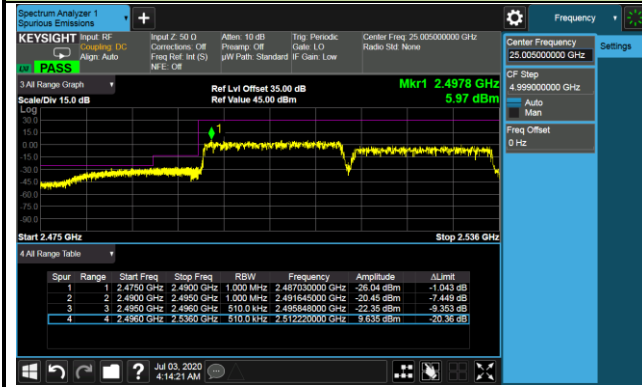 Spectrum Analyzer 1
Spurious Emissions
Frequency
KEYSIGHT Input: RF
Coupling: DC
Align: Auto
PASS
Input Z: 50 Ω
Corrections: Off
Freq Ref: Int (S)
NFE: Off
Atten: 10 dB
Preamp: Off
µW Path: Standard
Trig: Periodic
Gate: LO
IF Gain: Low
Center Freq: 25.005000000 GHz
Radio Std: None
Center Frequency
25.005000000 GHz
Settings
CF Step
4.999000000 GHz
Auto
Man
Freq Offset
0 Hz
3 All Range Graph
Scale/Div 15.0 dB
Ref Lvl Offset 35.00 dB
Ref Value 45.00 dBm
Mkr1 2.4978 GHz
5.97 dBm
Log
30.0
15.0
0.00
-15.0
-30.0
-45.0
-60.0
-75.0
-90.0
1
Start 2.475 GHz
Stop 2.536 GHz
4 All Range Table
Spur Range Start Freq Stop Freq RBW Frequency Amplitude ΔLimit
1 1 2.4750 GHz 2.4900 GHz 1.000 MHz 2.487030000 GHz -26.04 dBm -1.043 dB
2 2 2.4900 GHz 2.4950 GHz 1.000 MHz 2.491645000 GHz -20.45 dBm -7.449 dB
3 3 2.4950 GHz 2.4960 GHz 510.0 kHz 2.495848000 GHz -22.35 dBm -9.353 dB
4 4 2.4960 GHz 2.5360 GHz 510.0 kHz 2.512220000 GHz 9.635 dBm -20.36 dB
Jul 03, 2020
4:14:21 AM